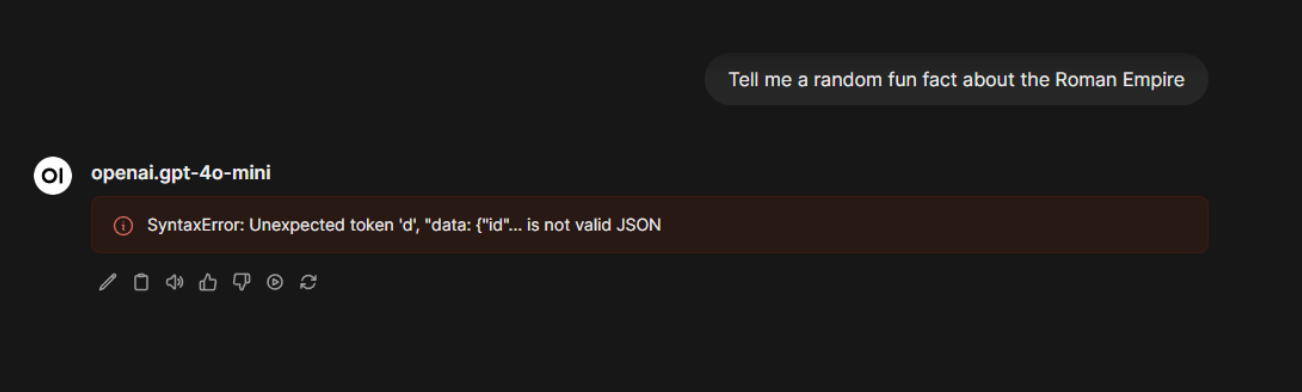 Tell me a random fun fact about the Roman Empire
OI
openai.gpt-4o-mini
SyntaxError: Unexpected token 'd', "data: {"id"... is not valid JSON